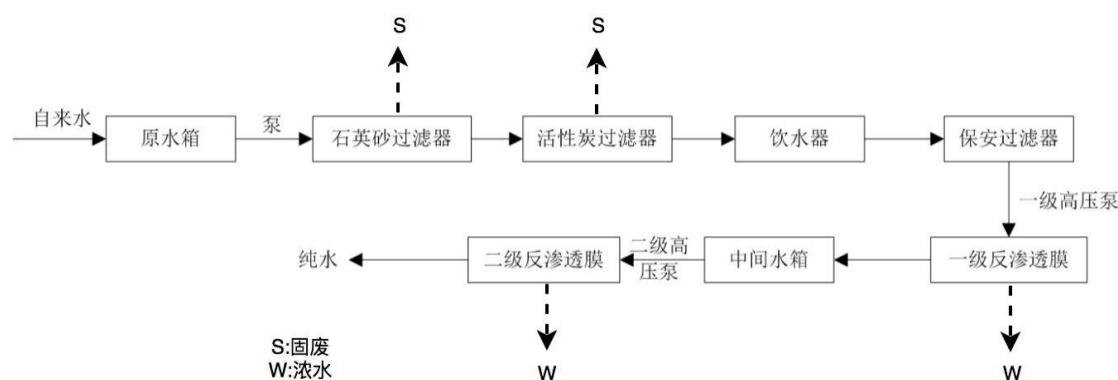 S
S
自来水
原水箱
泵
石英砂过滤器
活性炭过滤器
饮水器
保安过滤器
一级高压泵
纯水
二级反渗透膜
二级高
压泵
中间水箱
一级反渗透膜
S:固废
W:浓水
W
W